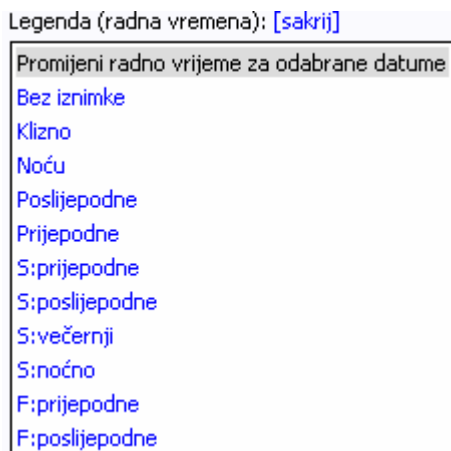 Legenda (radna vremena): [sakrij]
Promijeni radno vrijeme za odabrane datume
Bez iznimke
Klizno
Noću
Poslijepodne
Prijepodne
S:prijepodne
S:poslijepodne
S:večernji
S:noćno
F:prijepodne
F:poslijepodne